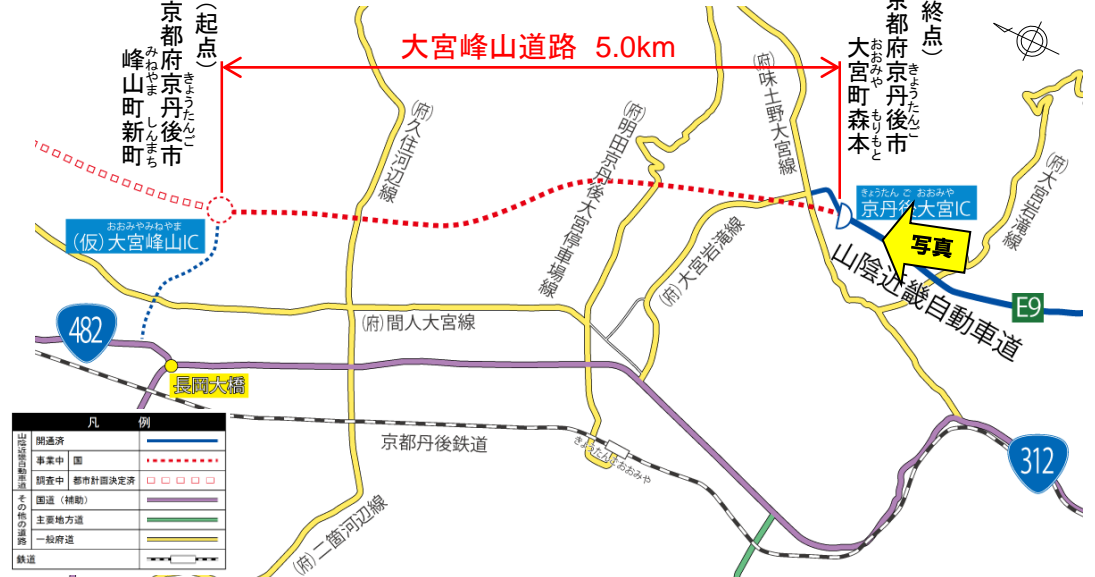 (起点)
京都府京丹後市
きょうたんご
峰山町新町
みねやま しんまち
大宮峰山道路 5.0km
終点)
京都府京丹後市
きょうたんご
大宮町森本
おおみや もりもと
(府)久住河辺線
(府)明田京丹後大宮停車場線
(府)味土野大宮線
(府)大宮岩滝線
きょうたんご おおみや
京丹後大宮IC
写真
山陰近畿自動車道
E9
おおみやみねやま
(仮)大宮峰山IC
(府)大宮岩滝線
(府)間人大宮線
482
長岡大橋
京都丹後鉄道
きょうたんごおおみや
312
(府)二箇河辺線
凡 例
山陰近畿自動車道
開通済
事業中 国
調査中 都市計画決定済
その他の道路
国道(補助)
主要地方道
一般府道
鉄道